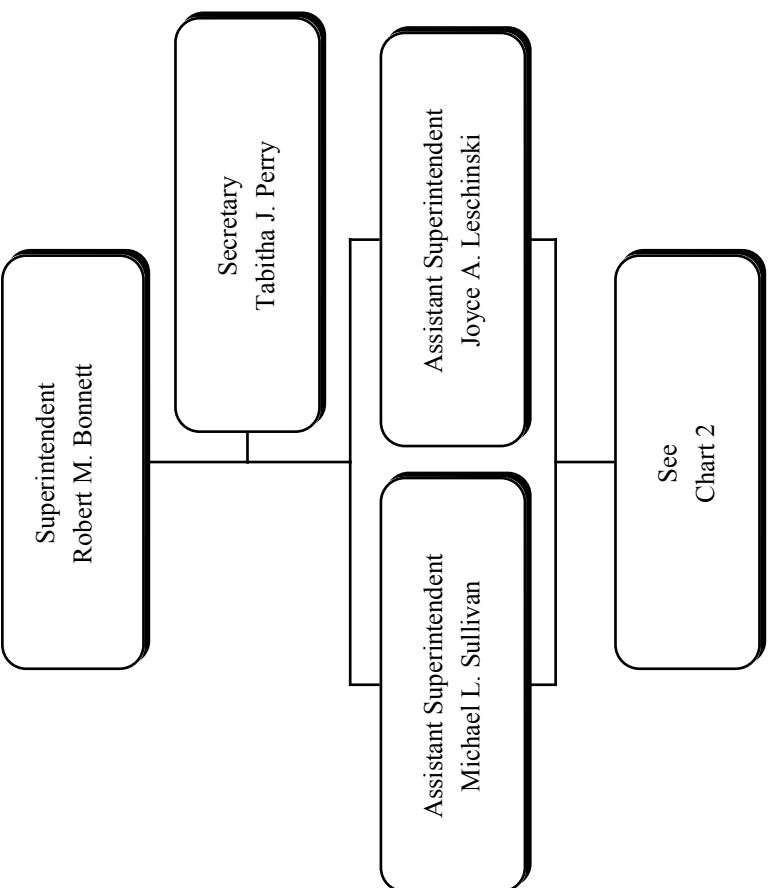 Superintendent
Robert M. Bonnett
Secretary
Tabitha J. Perry
Assistant Superintendent
Michael L. Sullivan
Assistant Superintendent
Joyce A. Leschinski
See
Chart 2